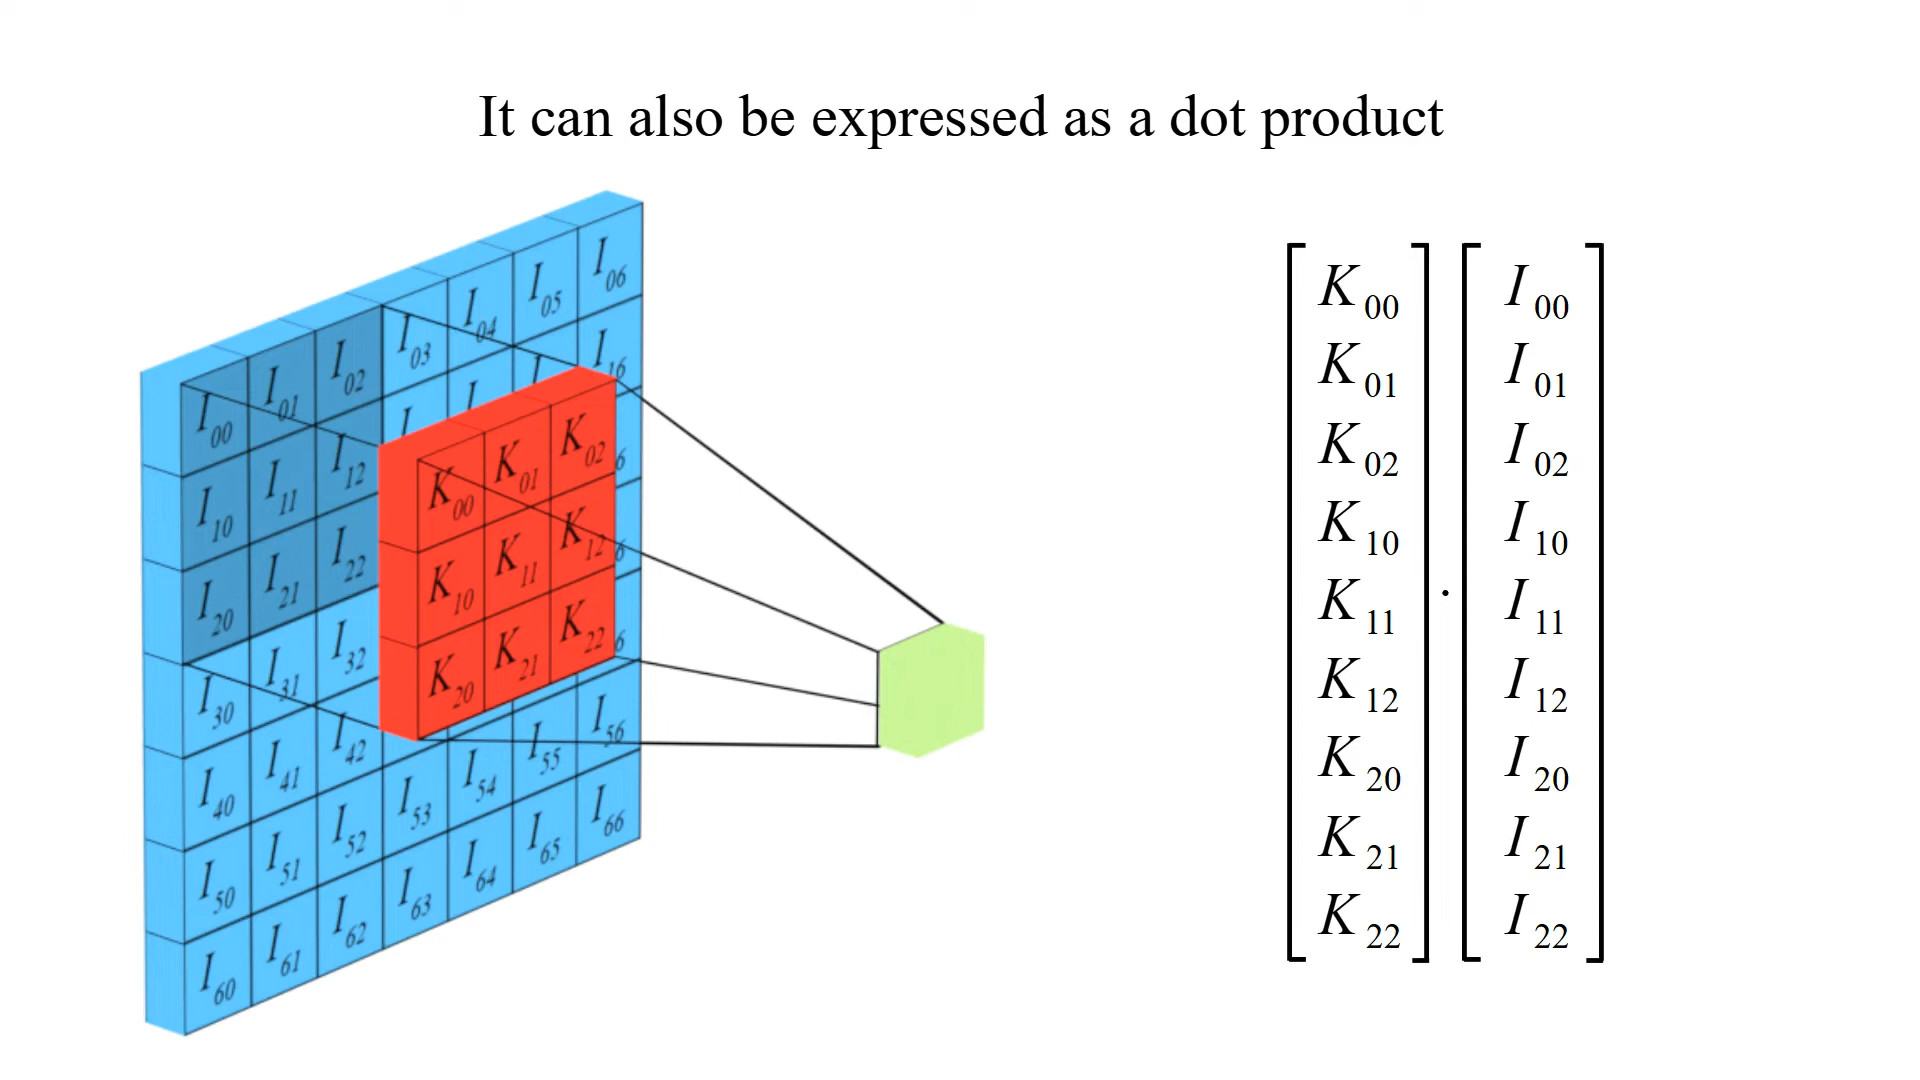 It can also be expressed as a dot product
I00 I01 I02 I03 I04 I05 I06
I10 I11 I12 I16
I20 I21 I22
I30 I31 I32
I40 I41 I42
I50 I51 I52 I53 I54 I55 I56
I60 I61 I62 I63 I64 I65 I66
K00 K01 K02
K10 K11 K12
K20 K21 K22
K00 I00
K01 I01
K02 I02
K10 I10
K11 · I11
K12 I12
K20 I20
K21 I21
K22 I22